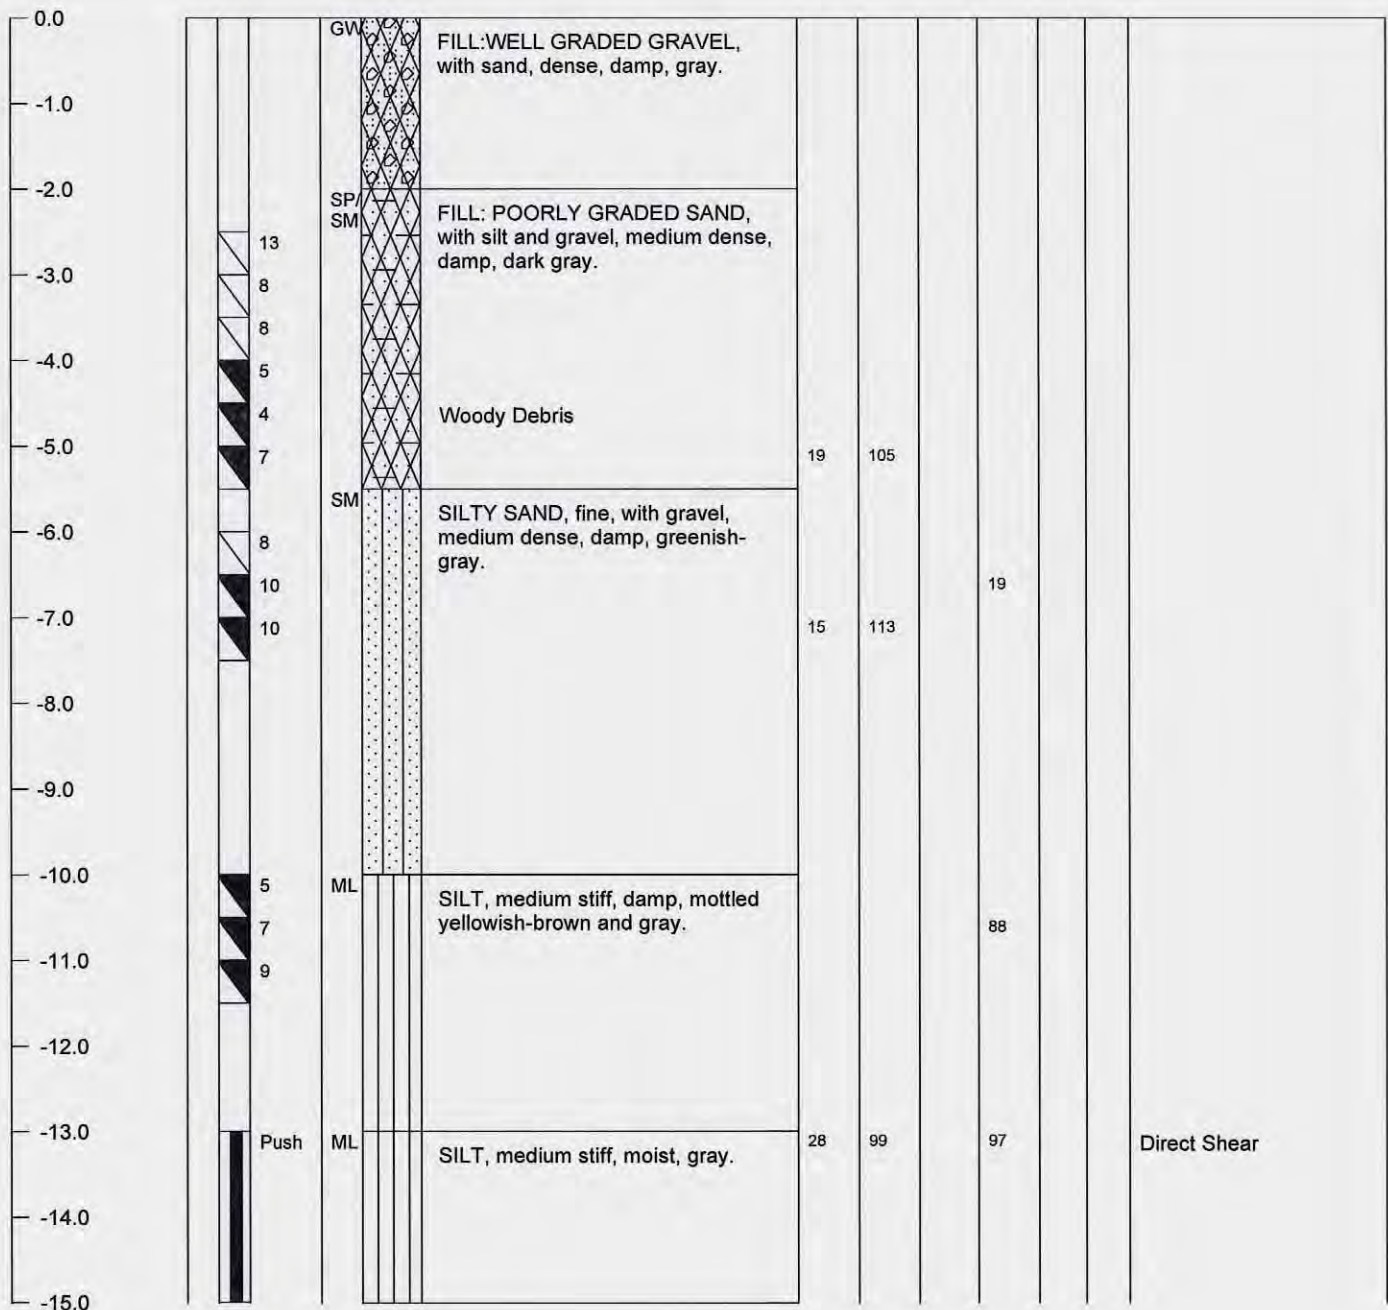 0.0
GW
FILL:WELL GRADED GRAVEL,
with sand, dense, damp, gray.
-1.0
-2.0
SP/
SM
FILL: POORLY GRADED SAND,
with silt and gravel, medium dense,
damp, dark gray.
13
-3.0
8
8
-4.0
5
4
Woody Debris
-5.0
7
19
105
SM
SILTY SAND, fine, with gravel,
medium dense, damp, greenish-
gray.
-6.0
8
10
19
-7.0
10
15
113
-8.0
-9.0
-10.0
5
ML
SILT, medium stiff, damp, mottled
yellowish-brown and gray.
7
88
-11.0
9
-12.0
-13.0
Push
ML
SILT, medium stiff, moist, gray.
28
99
97
Direct Shear
-14.0
-15.0